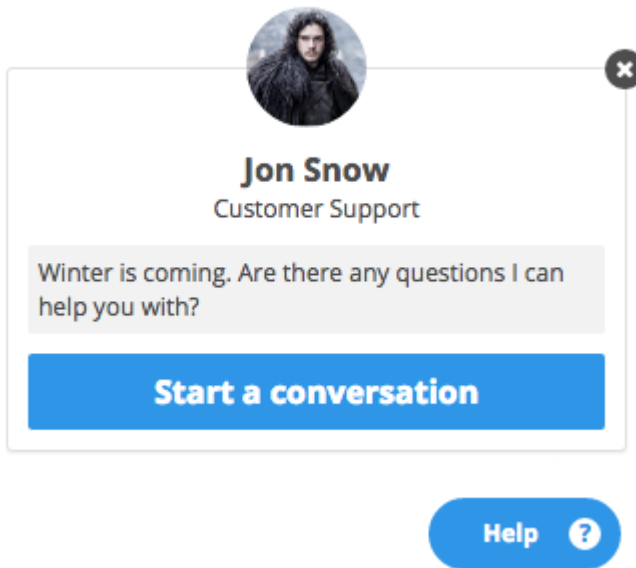 Jon Snow
Customer Support
Winter is coming. Are there any questions I can
help you with?
Start a conversation
Help ?